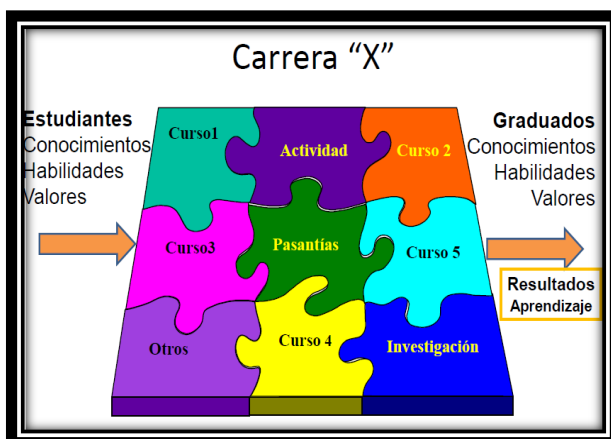 Carrera “X”
Estudiantes
Conocimientos
Habilidades
Valores
Curso1
Actividad
Curso 2
Graduados
Conocimientos
Habilidades
Valores
Curso3
Pasantías
Curso 5
Resultados
Aprendizaje
Otros
Curso 4
Investigación